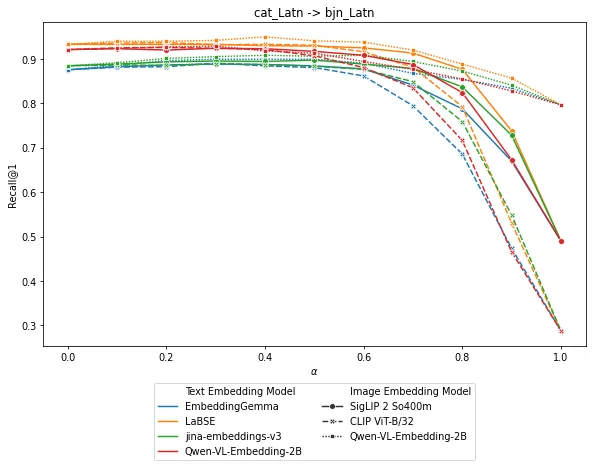 cat_Latn -> bjn_Latn
0.9
0.8
0.7
0.6
0.5
0.4
0.3
Recall@1
0.0 0.2 0.4 0.6 0.8 1.0
α
Text Embedding Model Image Embedding Model
EmbeddingGemma SigLIP 2 So400m
LaBSE CLIP ViT-B/32
jina-embeddings-v3 Qwen-VL-Embedding-2B
Qwen-VL-Embedding-2B